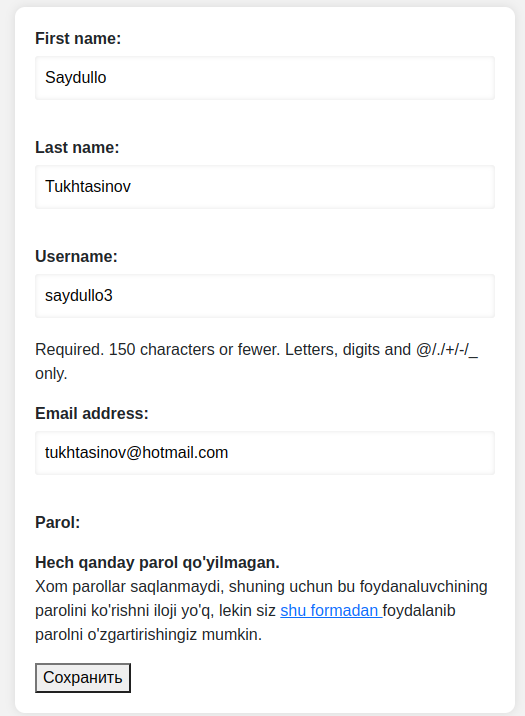 First name:
Saydullo
Last name:
Tukhtasinov
Username:
saydullo3
Required. 150 characters or fewer. Letters, digits and @/./+/-/_
only.
Email address:
tukhtasinov@hotmail.com
Parol:
Hech qanday parol qo'yilmagan.
Xom parollar saqlanmaydi, shuning uchun bu foydanaluvchining
parolini ko'rishni iloji yo'q, lekin siz shu formadan foydalanib
parolni o'zgartirishingiz mumkin.
Сохранить